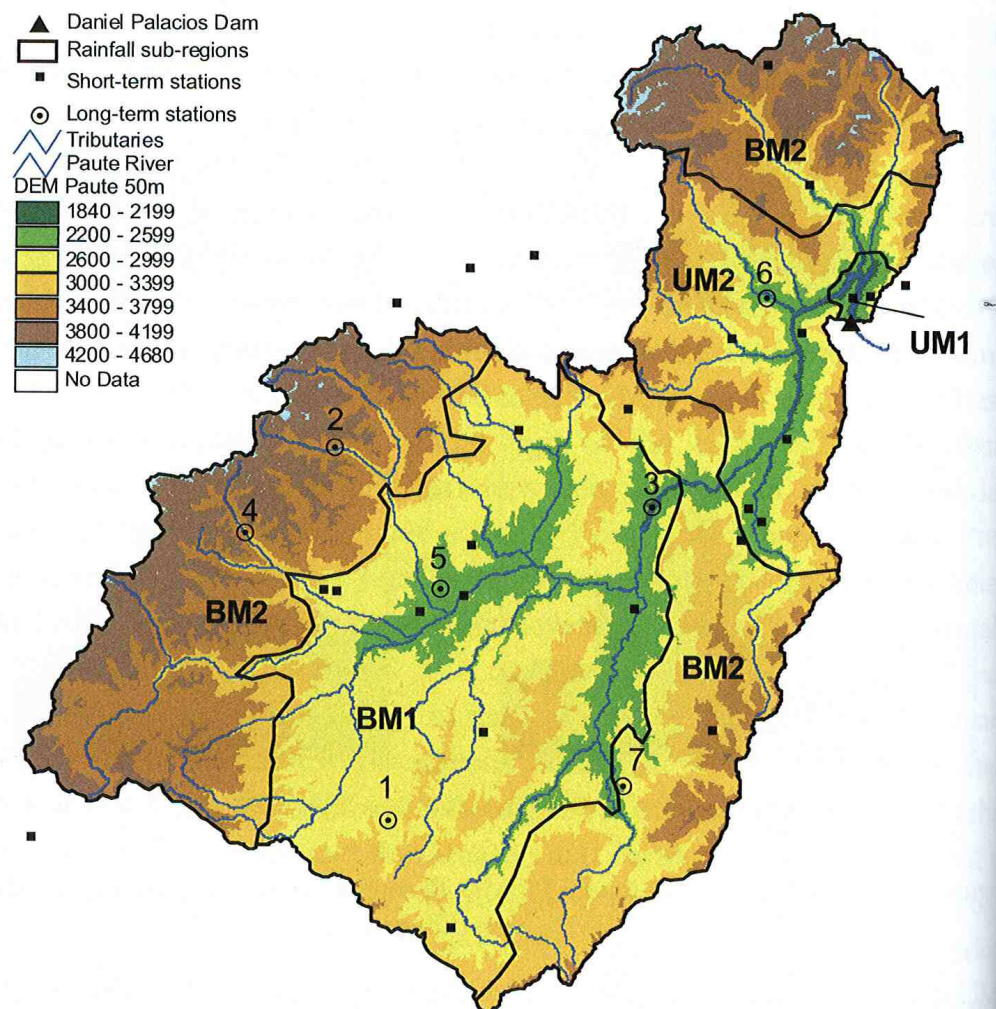 Daniel Palacios Dam
Rainfall sub-regions
Short-term stations
Long-term stations
Tributaries
Paute River
DEM Paute 50m
1840 - 2199
2200 - 2599
2600 - 2999
3000 - 3399
3400 - 3799
3800 - 4199
4200 - 4680
No Data
BM2
UM2
6
UM1
2
3
4
5
BM2
BM2
BM1
7
1